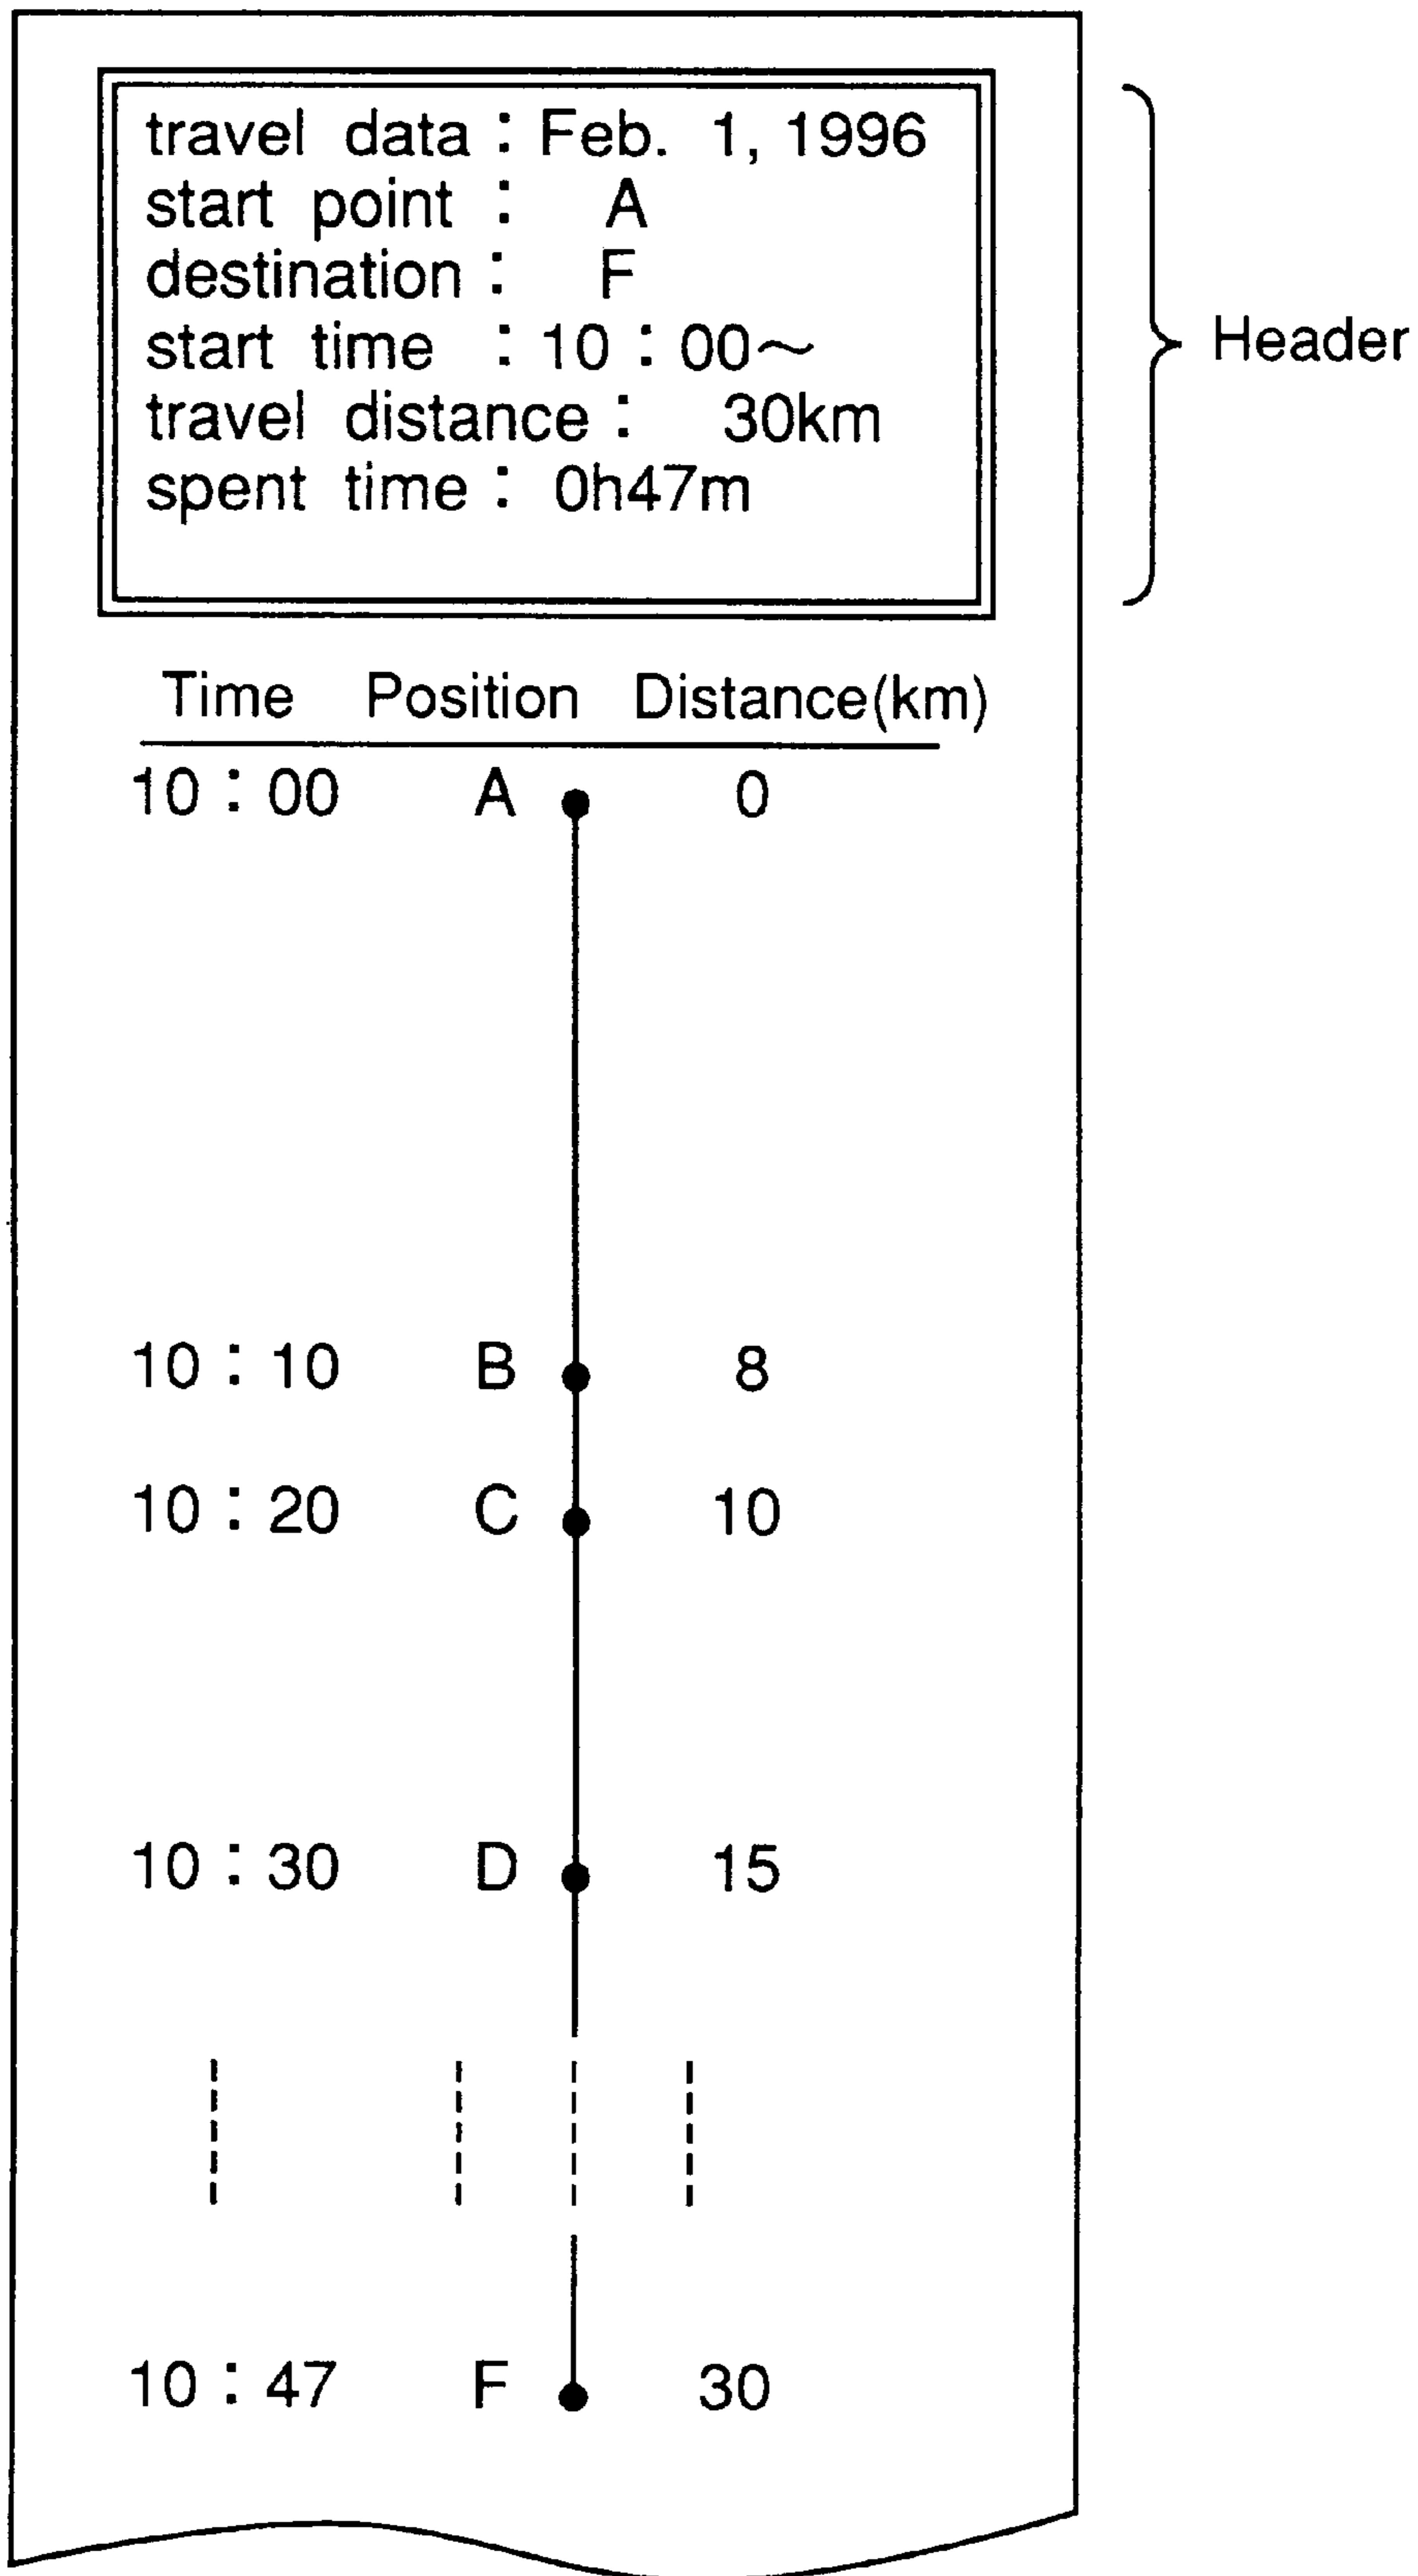 travel data : Feb. 1, 1996
start point : A
destination : F
start time : 10 : 00~
travel distance : 30km
spent time : 0h47m
Header
Time Position Distance(km)
10 : 00 A 0
10 : 10 B 8
10 : 20 C 10
10 : 30 D 15
10 : 47 F 30